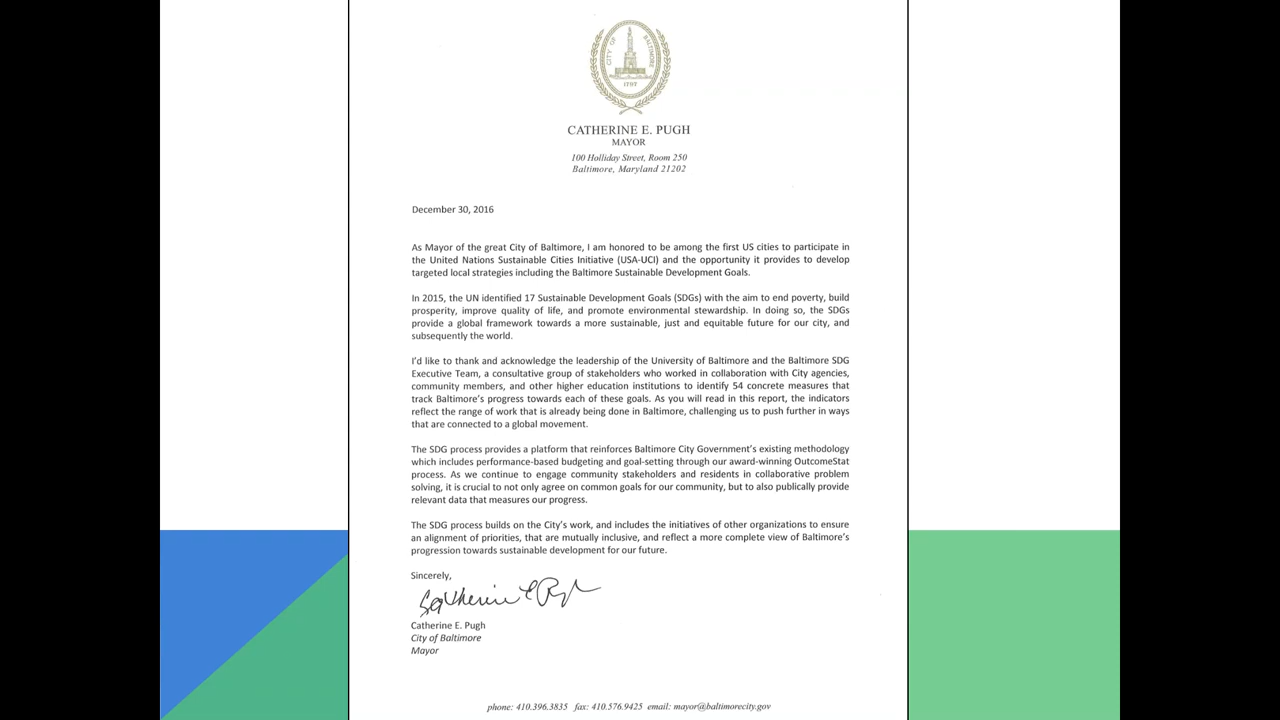 CITY OF BALTIMORE
1797
CATHERINE E. PUGH
MAYOR
100 Holliday Street, Room 250
Baltimore, Maryland 21202
December 30, 2016
As Mayor of the great City of Baltimore, I am honored to be among the first US cities to participate in
the United Nations Sustainable Cities Initiative (USA-UCI) and the opportunity it provides to develop
targeted local strategies including the Baltimore Sustainable Development Goals.
In 2015, the UN identified 17 Sustainable Development Goals (SDGs) with the aim to end poverty, build
prosperity, improve quality of life, and promote environmental stewardship. In doing so, the SDGs
provide a global framework towards a more sustainable, just and equitable future for our city, and
subsequently the world.
I'd like to thank and acknowledge the leadership of the University of Baltimore and the Baltimore SDG
Executive Team, a consultative group of stakeholders who worked in collaboration with City agencies,
community members, and other higher education institutions to identify 54 concrete measures that
track Baltimore's progress towards each of these goals. As you will read in this report, the indicators
reflect the range of work that is already being done in Baltimore, challenging us to push further in ways
that are connected to a global movement.
The SDG process provides a platform that reinforces Baltimore City Government's existing methodology
which includes performance-based budgeting and goal-setting through our award-winning OutcomeStat
process. As we continue to engage community stakeholders and residents in collaborative problem
solving, it is crucial to not only agree on common goals for our community, but to also publically provide
relevant data that measures our progress.
The SDG process builds on the City's work, and includes the initiatives of other organizations to ensure
an alignment of priorities, that are mutually inclusive, and reflect a more complete view of Baltimore's
progression towards sustainable development for our future.
Sincerely,
Catherine E Pugh
Catherine E. Pugh
City of Baltimore
Mayor
phone: 410.396.3835 fax: 410.576.9425 email: mayor@baltimorecity.gov